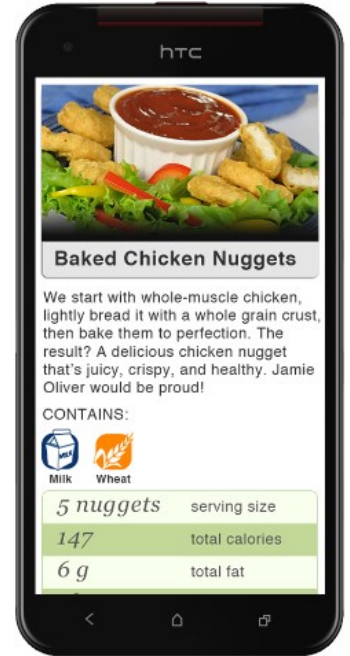 hTC
Baked Chicken Nuggets
We start with whole-muscle chicken,
lightly bread it with a whole grain crust,
then bake them to perfection. The
result? A delicious chicken nugget
that's juicy, crispy, and healthy. Jamie
Oliver would be proud!
CONTAINS:
MILK
Milk Wheat
5 nuggets serving size
147 total calories
6 g total fat